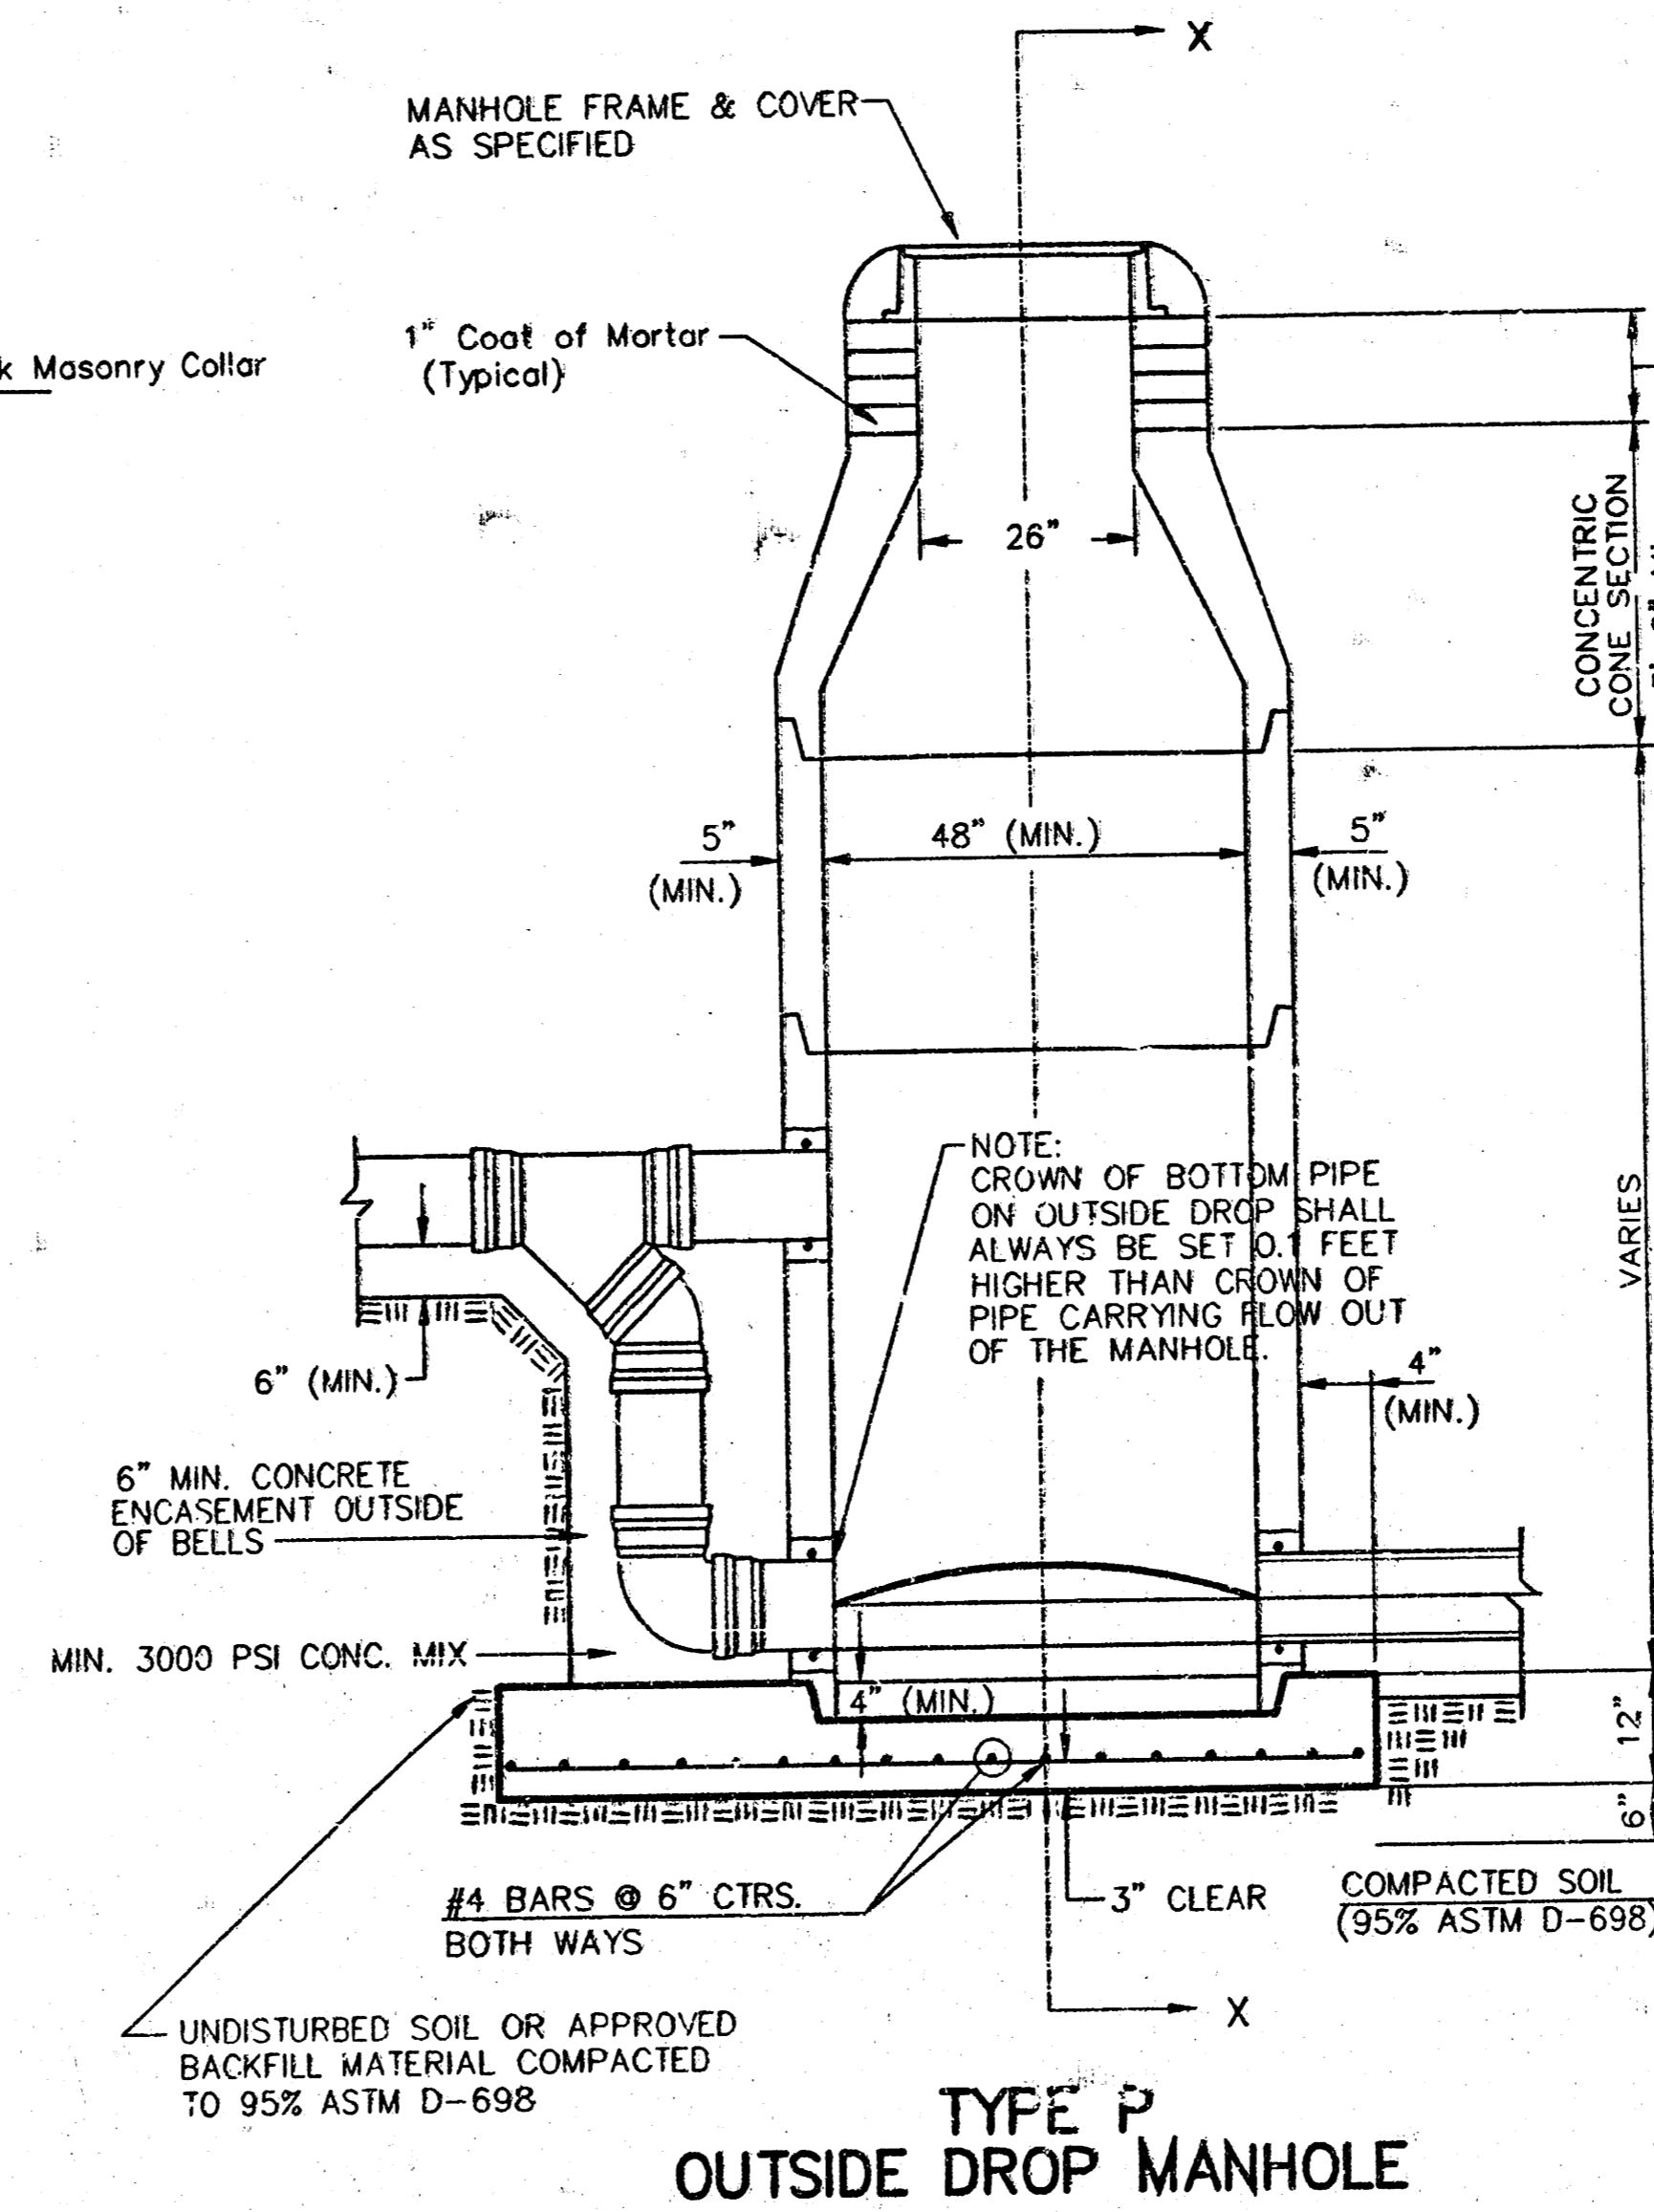 X
MANHOLE FRAME & COVER
AS SPECIFIED
1" Coat of Mortar
(Typical)
Masonry Collar
26"
CONCENTRIC
CONE SECTION
5"
(MIN.)
48" (MIN.)
5"
(MIN.)
NOTE:
CROWN OF BOTTOM PIPE
ON OUTSIDE DROP SHALL
ALWAYS BE SET 0.1 FEET
HIGHER THAN CROWN OF
PIPE CARRYING FLOW OUT
OF THE MANHOLE.
VARIES
6" (MIN.)
4"
(MIN.)
6" MIN. CONCRETE
ENCASEMENT OUTSIDE
OF BELLS
MIN. 3000 PSI CONC. MIX
4" (MIN.)
12"
6"
#4 BARS @ 6" CTRS.
BOTH WAYS
3" CLEAR
COMPACTED SOIL
(95% ASTM D-698)
X
UNDISTURBED SOIL OR APPROVED
BACKFILL MATERIAL COMPACTED
TO 95% ASTM D-698
TYPE P
OUTSIDE DROP MANHOLE